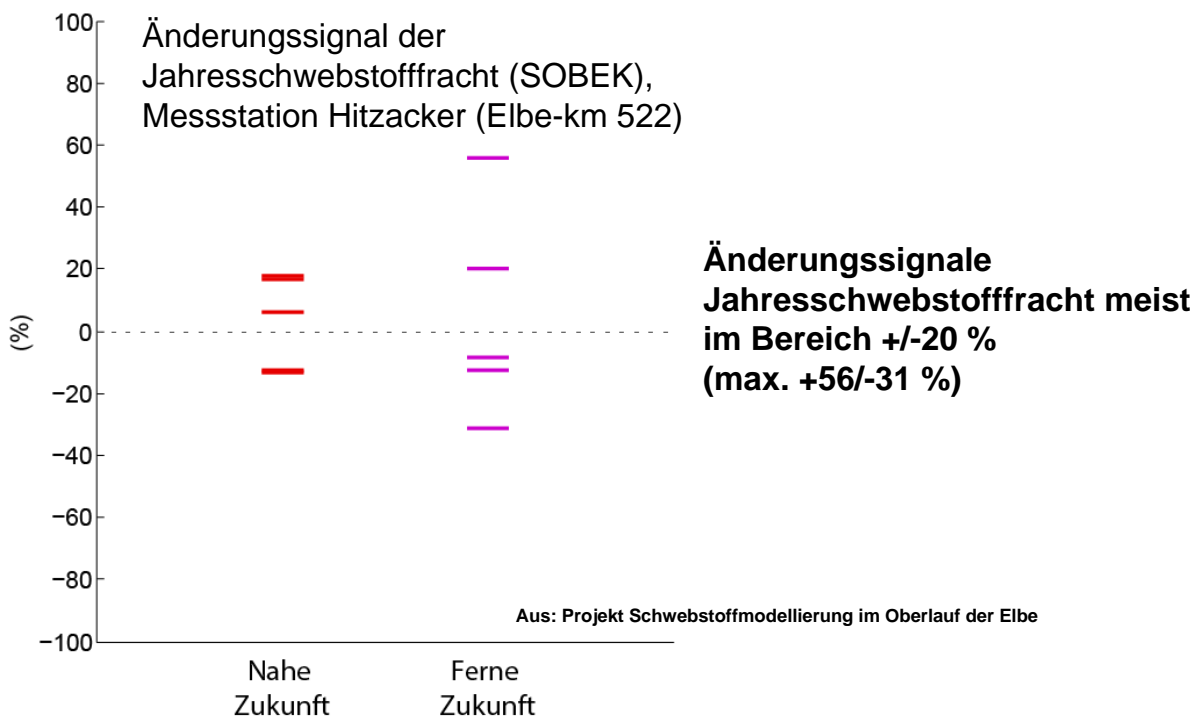 Änderungssignal der
Jahresschwebstofffracht (SOBEK),
Messstation Hitzacker (Elbe-km 522)
100
80
60
40
20
0
−20
−40
−60
−80
−100
(%)
Nahe
Zukunft
Ferne
Zukunft
Änderungssignale
Jahresschwebstofffracht meist
im Bereich +/-20 %
(max. +56/-31 %)
Aus: Projekt Schwebstoffmodellierung im Oberlauf der Elbe